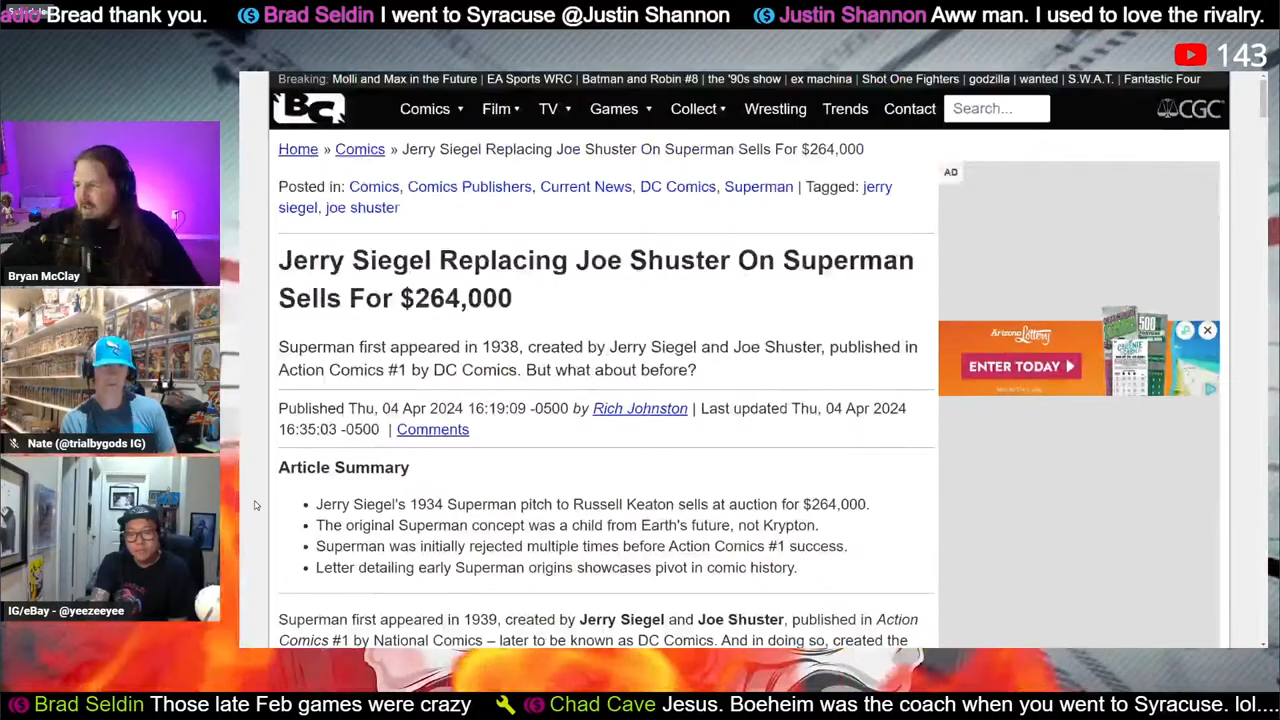 Bread thank you. Brad Seldin I went to Syracuse @Justin Shannon Justin Shannon Aww man. I used to love the rivalry.
143
Breaking: Molli and Max in the Future | EA Sports WRC | Batman and Robin #8 | the '90s show | ex machina | Shot One Fighters | godzilla | wanted | S.W.A.T. | Fantastic Four
BC Comics Film TV Games Collect Wrestling Trends Contact Search... CGC
Home » Comics » Jerry Siegel Replacing Joe Shuster On Superman Sells For $264,000
Posted in: Comics, Comics Publishers, Current News, DC Comics, Superman | Tagged: jerry
siegel, joe shuster
AD
Jerry Siegel Replacing Joe Shuster On Superman
Sells For $264,000
Bryan McClay
Superman first appeared in 1938, created by Jerry Siegel and Joe Shuster, published in
Action Comics #1 by DC Comics. But what about before?
Arizona Lottery
500
ENTER TODAY
Published Thu, 04 Apr 2024 16:19:09 -0500 by Rich Johnston | Last updated Thu, 04 Apr 2024
16:35:03 -0500 | Comments
Nate (@trialbygods IG)
Article Summary
Jerry Siegel's 1934 Superman pitch to Russell Keaton sells at auction for $264,000.
The original Superman concept was a child from Earth's future, not Krypton.
Superman was initially rejected multiple times before Action Comics #1 success.
Letter detailing early Superman origins showcases pivot in comic history.
IG/eBay - @yeezeeyee
Superman first appeared in 1939, created by Jerry Siegel and Joe Shuster, published in Action
Comics #1 by National Comics – later to be known as DC Comics. And in doing so, created the
Brad Seldin Those late Feb games were crazy Chad Cave Jesus. Boeheim was the coach when you went to Syracuse. lol....